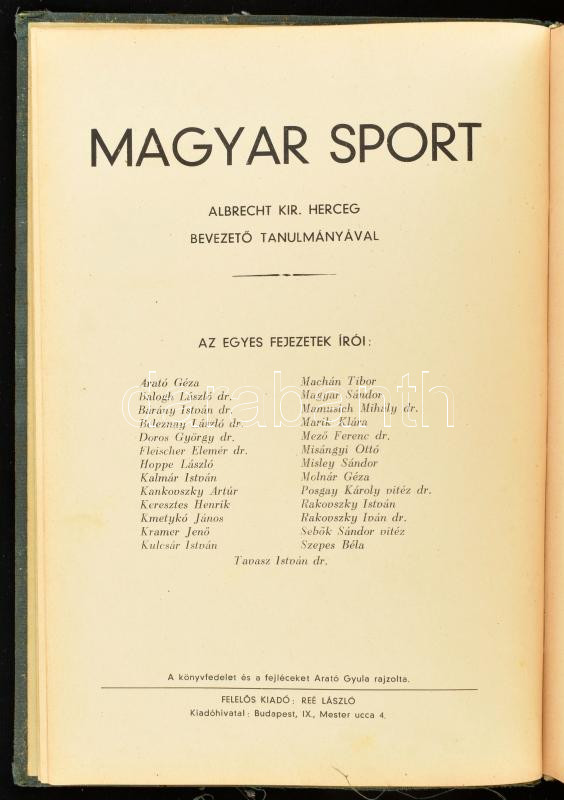 MAGYAR SPORT
ALBRECHT KIR. HERCEG
BEVEZETŐ TANULMÁNYÁVAL
AZ EGYES FEJEZETEK ÍRÓI:
Arató Géza
Balogh László dr.
Bárány István dr.
Beleznay László dr.
Doros György dr.
Fleischer Elemér dr.
Hoppe László
Kalmár István
Kankovszky Artúr
Keresztes Henrik
Kmetykó János
Kramer Jenő
Kulcsár István
Machán Tibor
Magyar Sándor
Mamusich Mihály dr.
Marik Klára
Mező Ferenc dr.
Misángyi Ottó
Misley Sándor
Molnár Géza
Posgay Károly vitéz dr.
Rakovszky István
Rakovszky Iván dr.
Sebők Sándor vitéz
Szepes Béla
Tavasz István dr.
darabanth
A könyvfedelet és a fejléceket Arató Gyula rajzolta.
FELELŐS KIADÓ: REÉ LÁSZLÓ
Kiadóhivatal: Budapest, IX., Mester ucca 4.